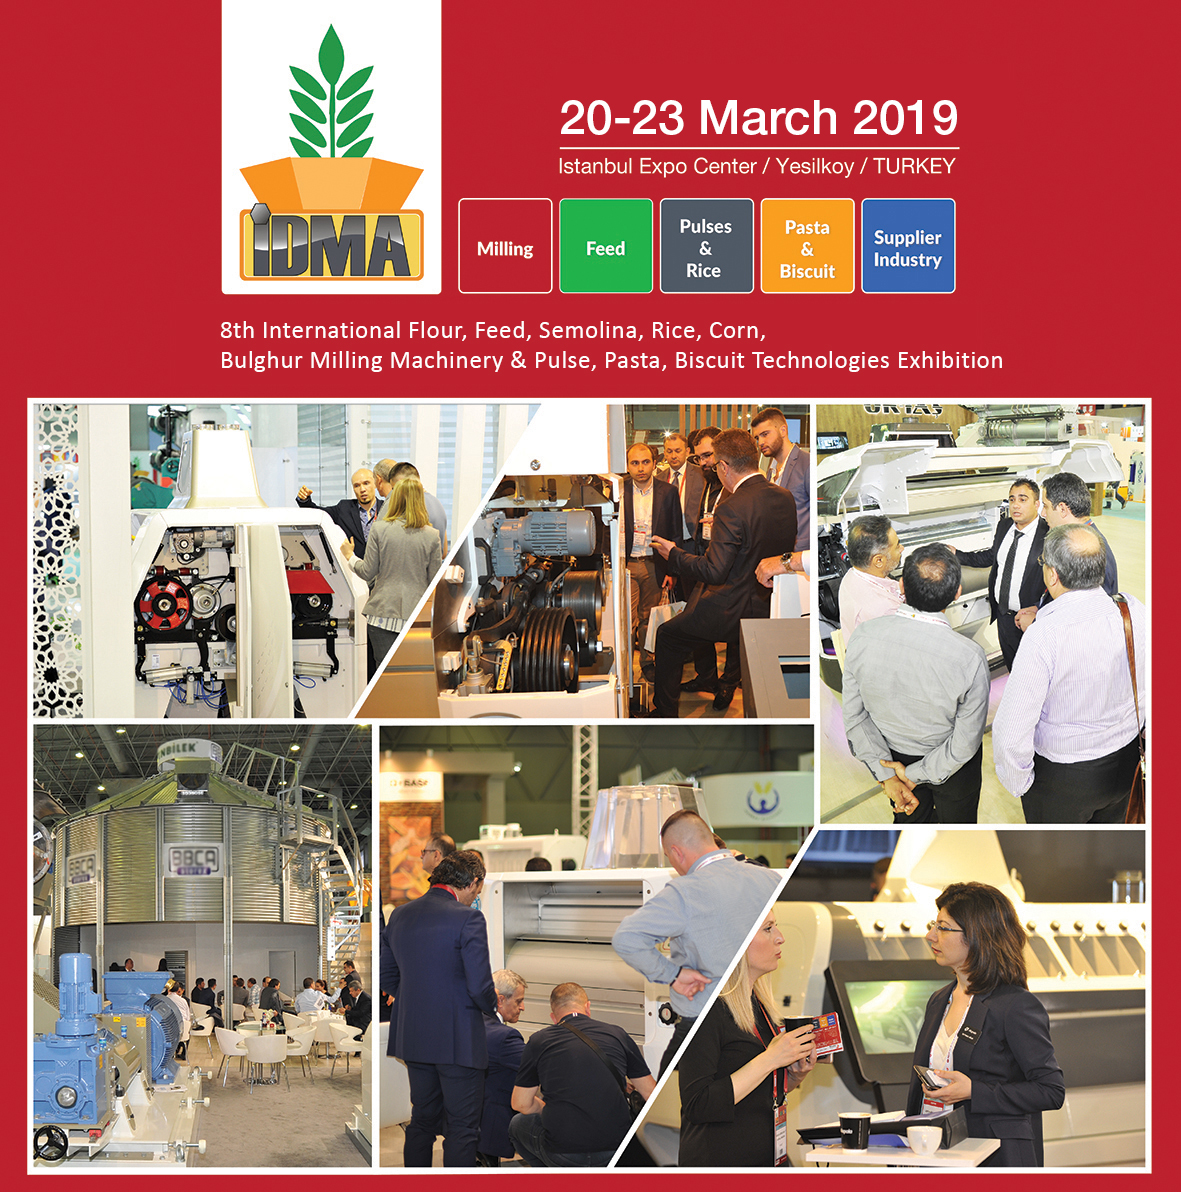 iDMA
20-23 March 2019
Istanbul Expo Center / Yesilkoy / TURKEY
Milling
Feed
Pulses
&
Rice
Pasta
&
Biscuit
Supplier
Industry
8th International Flour, Feed, Semolina, Rice, Corn,
Bulghur Milling Machinery & Pulse, Pasta, Biscuit Technologies Exhibition
BBCA